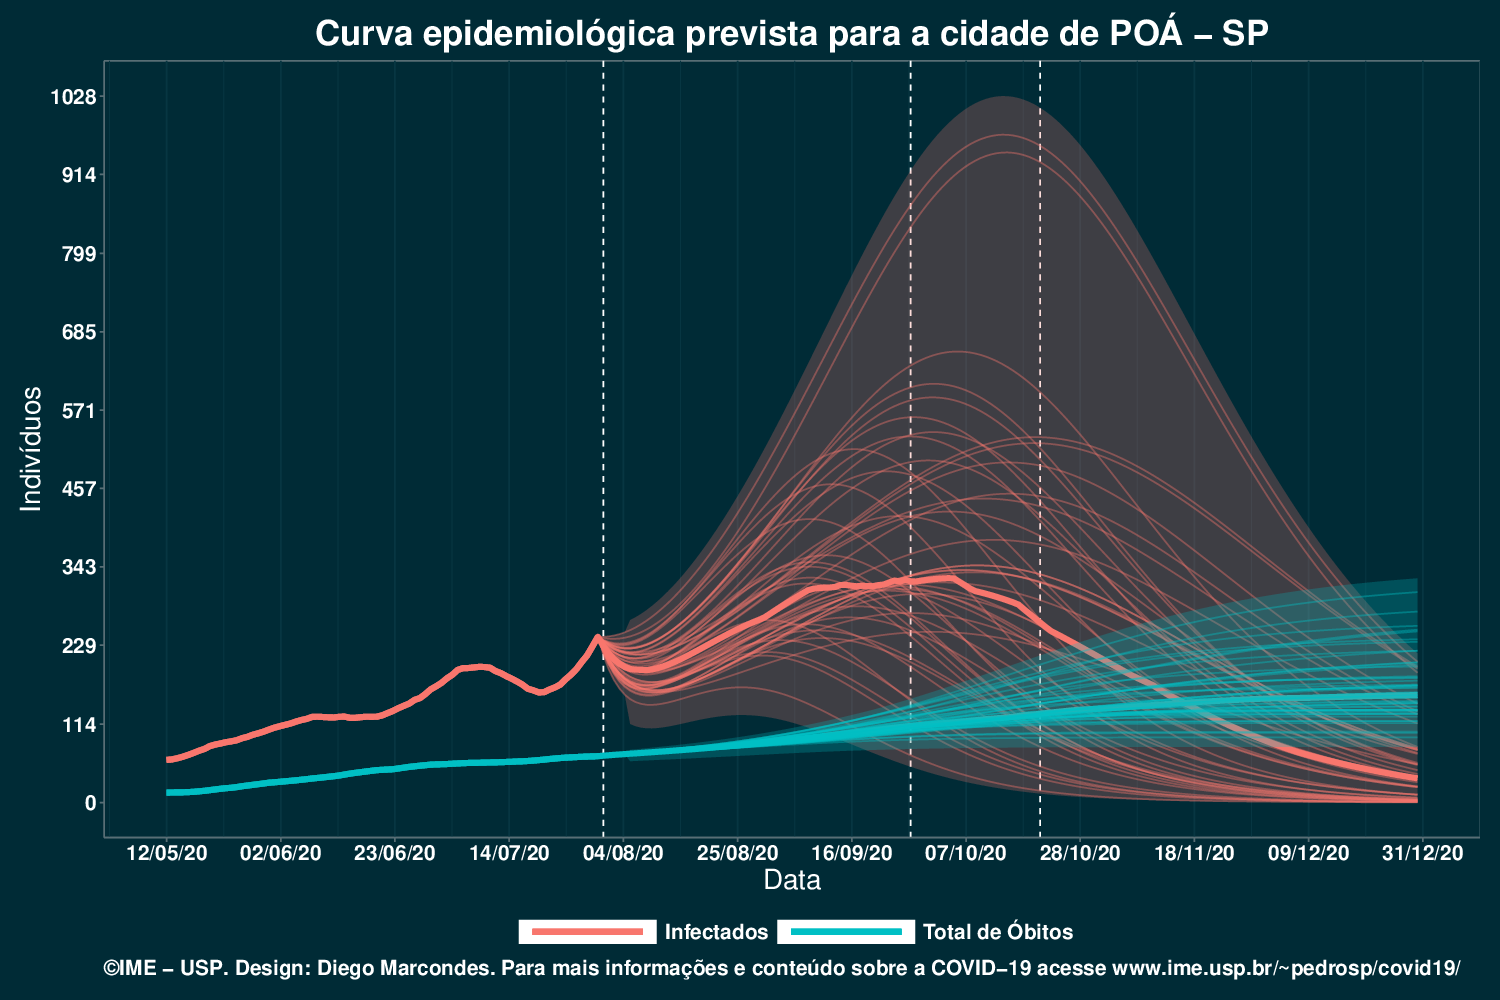 Curva epidemiológica prevista para a cidade de POÁ – SP
Indivíduos
1028
914
799
685
571
457
343
229
114
0
12/05/20 02/06/20 23/06/20 14/07/20 04/08/20 25/08/20 16/09/20 07/10/20 28/10/20 18/11/20 09/12/20 31/12/20
Data
Infectados Total de Óbitos
©IME – USP. Design: Diego Marcondes. Para mais informações e conteúdo sobre a COVID–19 acesse www.ime.usp.br/~pedrosp/covid19/